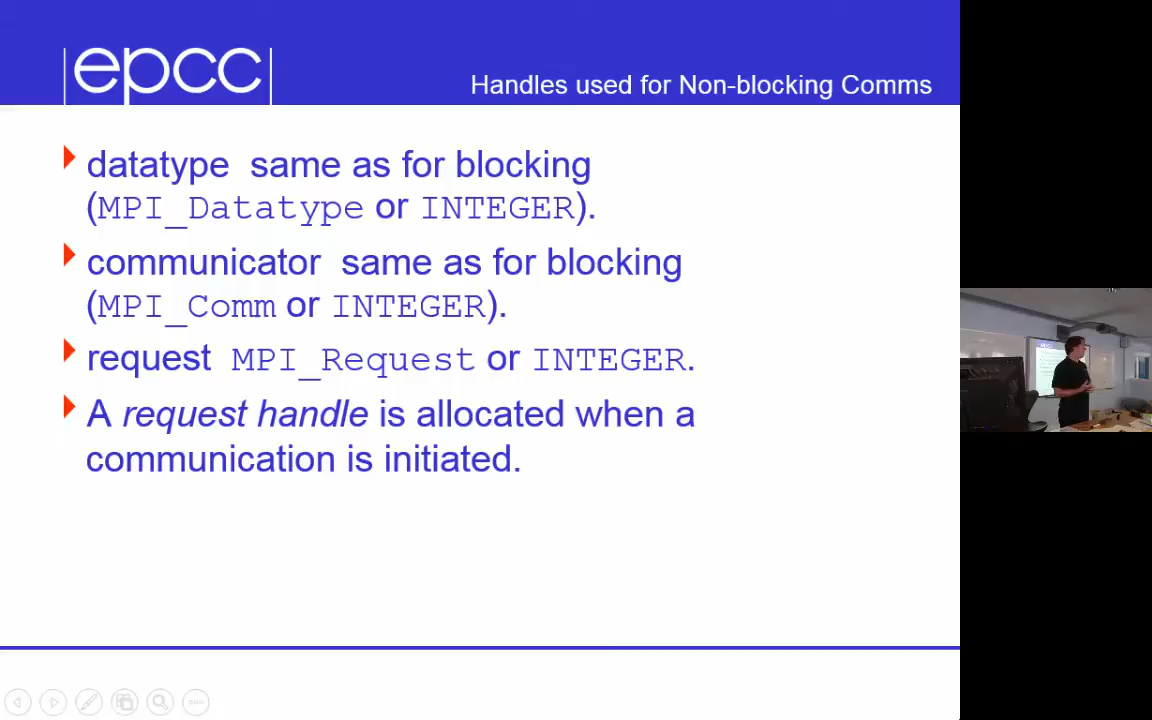 |epcc|
Handles used for Non-blocking Comms
datatype same as for blocking
(MPI_Datatype or INTEGER).
communicator same as for blocking
(MPI_Comm or INTEGER).
request MPI_Request or INTEGER.
A request handle is allocated when a
communication is initiated.
epcc